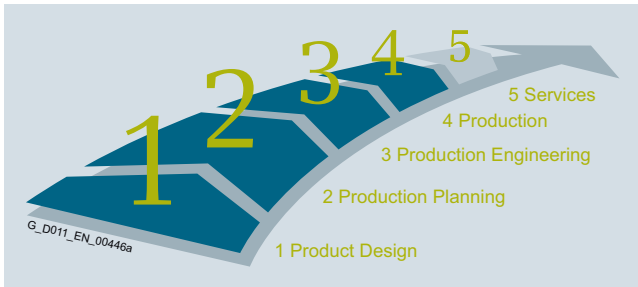 1
2
3
4
5
5 Services
4 Production
3 Production Engineering
2 Production Planning
1 Product Design
G_D011_EN_00446a